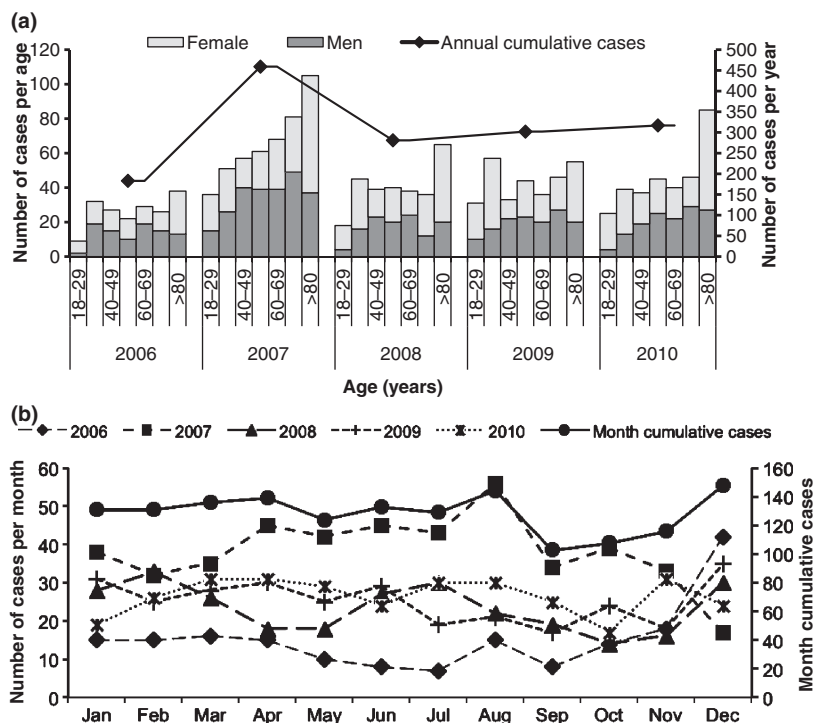 (a)
Female Men Annual cumulative cases
Number of cases per age
120
100
80
60
40
20
0
500
450
400
350
300
250
200
150
100
50
0
Number of cases per year
18–29 40–49 60–69 >80 18–29 40–49 60–69 >80 18–29 40–49 60–69 >80 18–29 40–49 60–69 >80 18–29 40–49 60–69 >80
2006 2007 2008 2009 2010
Age (years)
(b)
2006 2007 2008 2009 2010 Month cumulative cases
Number of cases per month
60
50
40
30
20
10
0
160
140
120
100
80
60
40
20
0
Month cumulative cases
Jan Feb Mar Apr May Jun Jul Aug Sep Oct Nov Dec